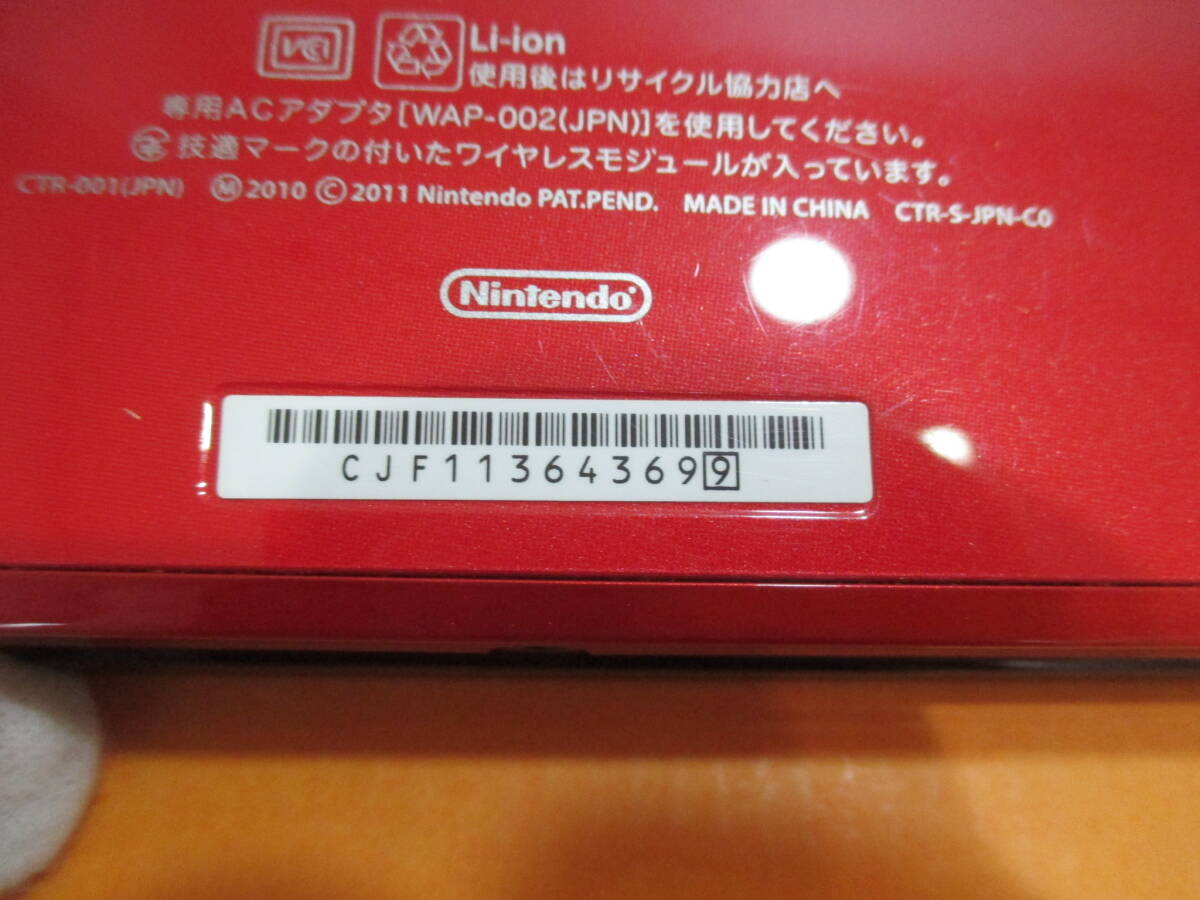 VCI
Li-ion
使用後はリサイクル協力店へ
専用ACアダプタ[WAP-002(JPN)]を使用してください。
技適マークの付いたワイヤレスモジュールが入っています。
CTR-001(JPN) Ⓜ2010 ©2011 Nintendo PAT.PEND. MADE IN CHINA CTR-S-JPN-C0
Nintendo
CJF113643699